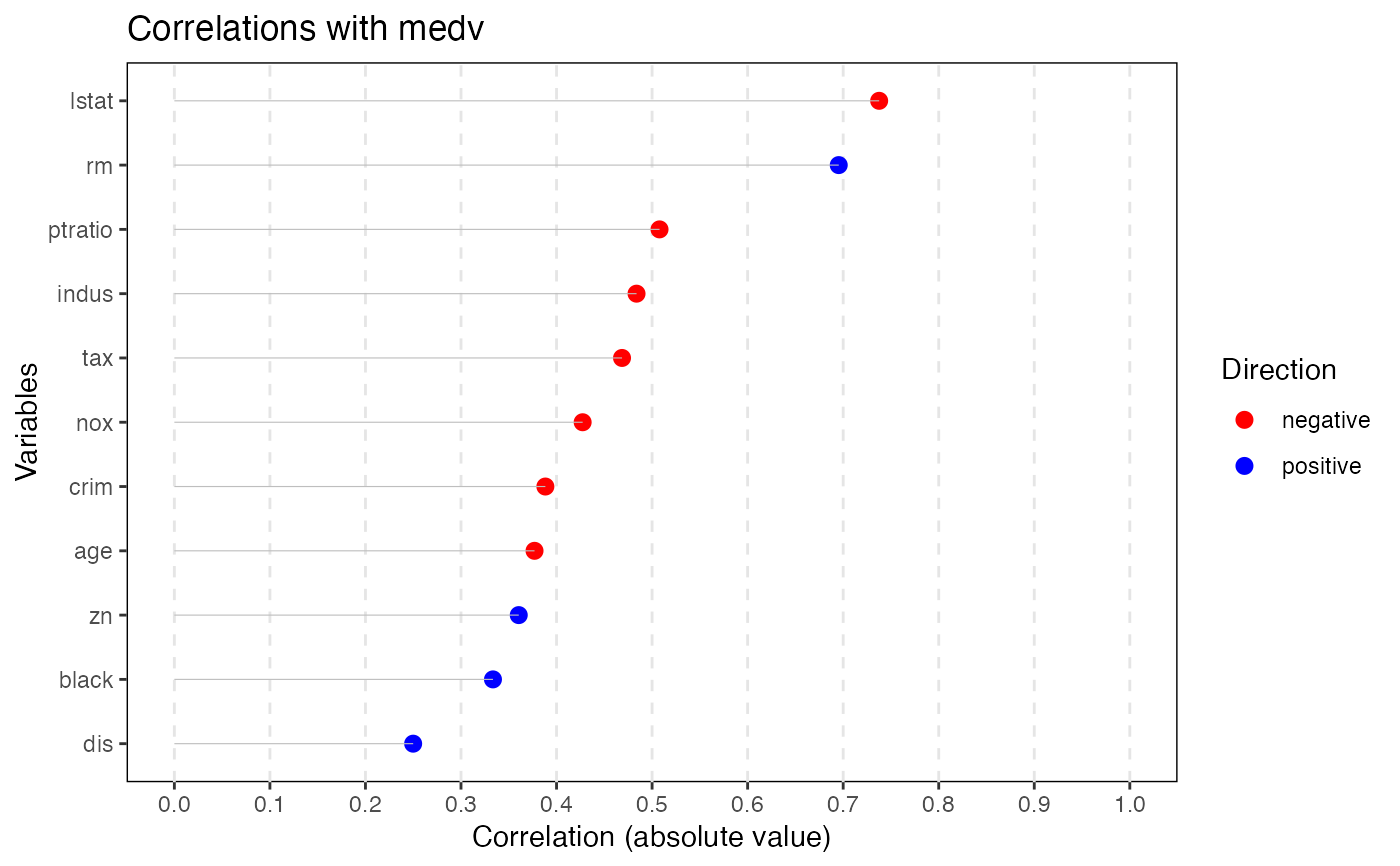 Correlations with medv
lstat
rm
ptratio
indus
tax
nox
crim
age
zn
black
dis
Variables
0.0 0.1 0.2 0.3 0.4 0.5 0.6 0.7 0.8 0.9 1.0
Correlation (absolute value)
Direction
negative
positive